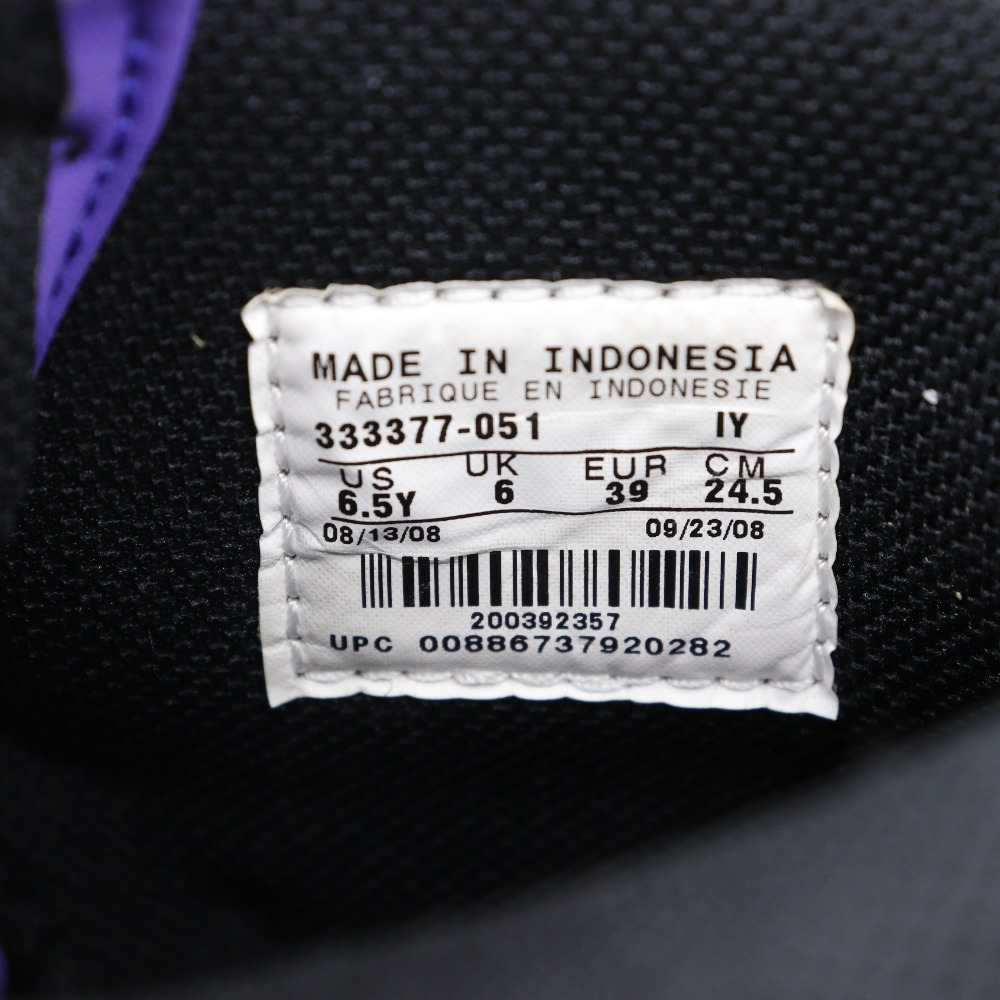 MADE IN INDONESIA
FABRIQUE EN INDONESIE
333377-051 IY
US UK EUR CM
6.5Y 6 39 24.5
08/13/08 09/23/08
200392357
UPC 00886737920282